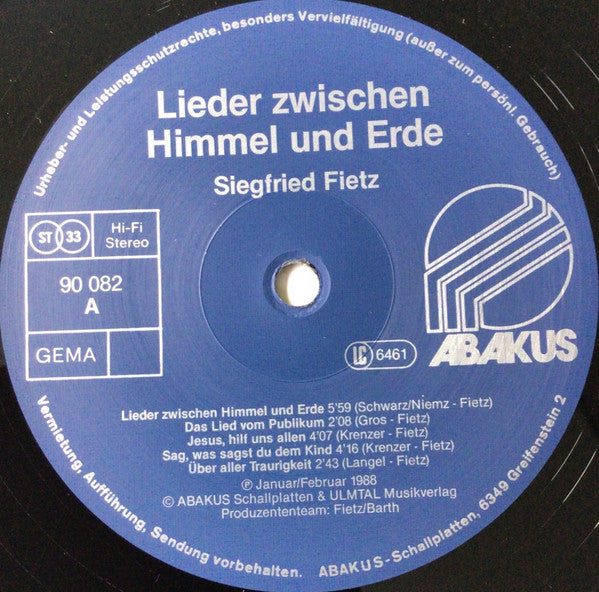 Urheber- und Leistungsschutzrechte, besonders Vervielfältigung (außer zum persönl. Gebrauch)
Lieder zwischen
Himmel und Erde
Siegfried Fietz
ST 33
Hi-Fi
Stereo
90 082
A
GEMA
ABAKUS
LC 6461
Lieder zwischen Himmel und Erde 5'59 (Schwarz/Niemz - Fietz)
Das Lied vom Publikum 2'08 (Gros - Fietz)
Jesus, hilf uns allen 4'07 (Krenzer - Fietz)
Sag, was sagst du dem Kind 4'16 (Krenzer - Fietz)
Über aller Traurigkeit 2'43 (Langel - Fietz)
Ⓟ Januar/Februar 1988
© ABAKUS Schallplatten & ULMTAL Musikverlag
Produzententeam: Fietz/Barth
Vermietung, Aufführung, Sendung vorbehalten. ABAKUS-Schallplatten, 6349 Greifenstein 2